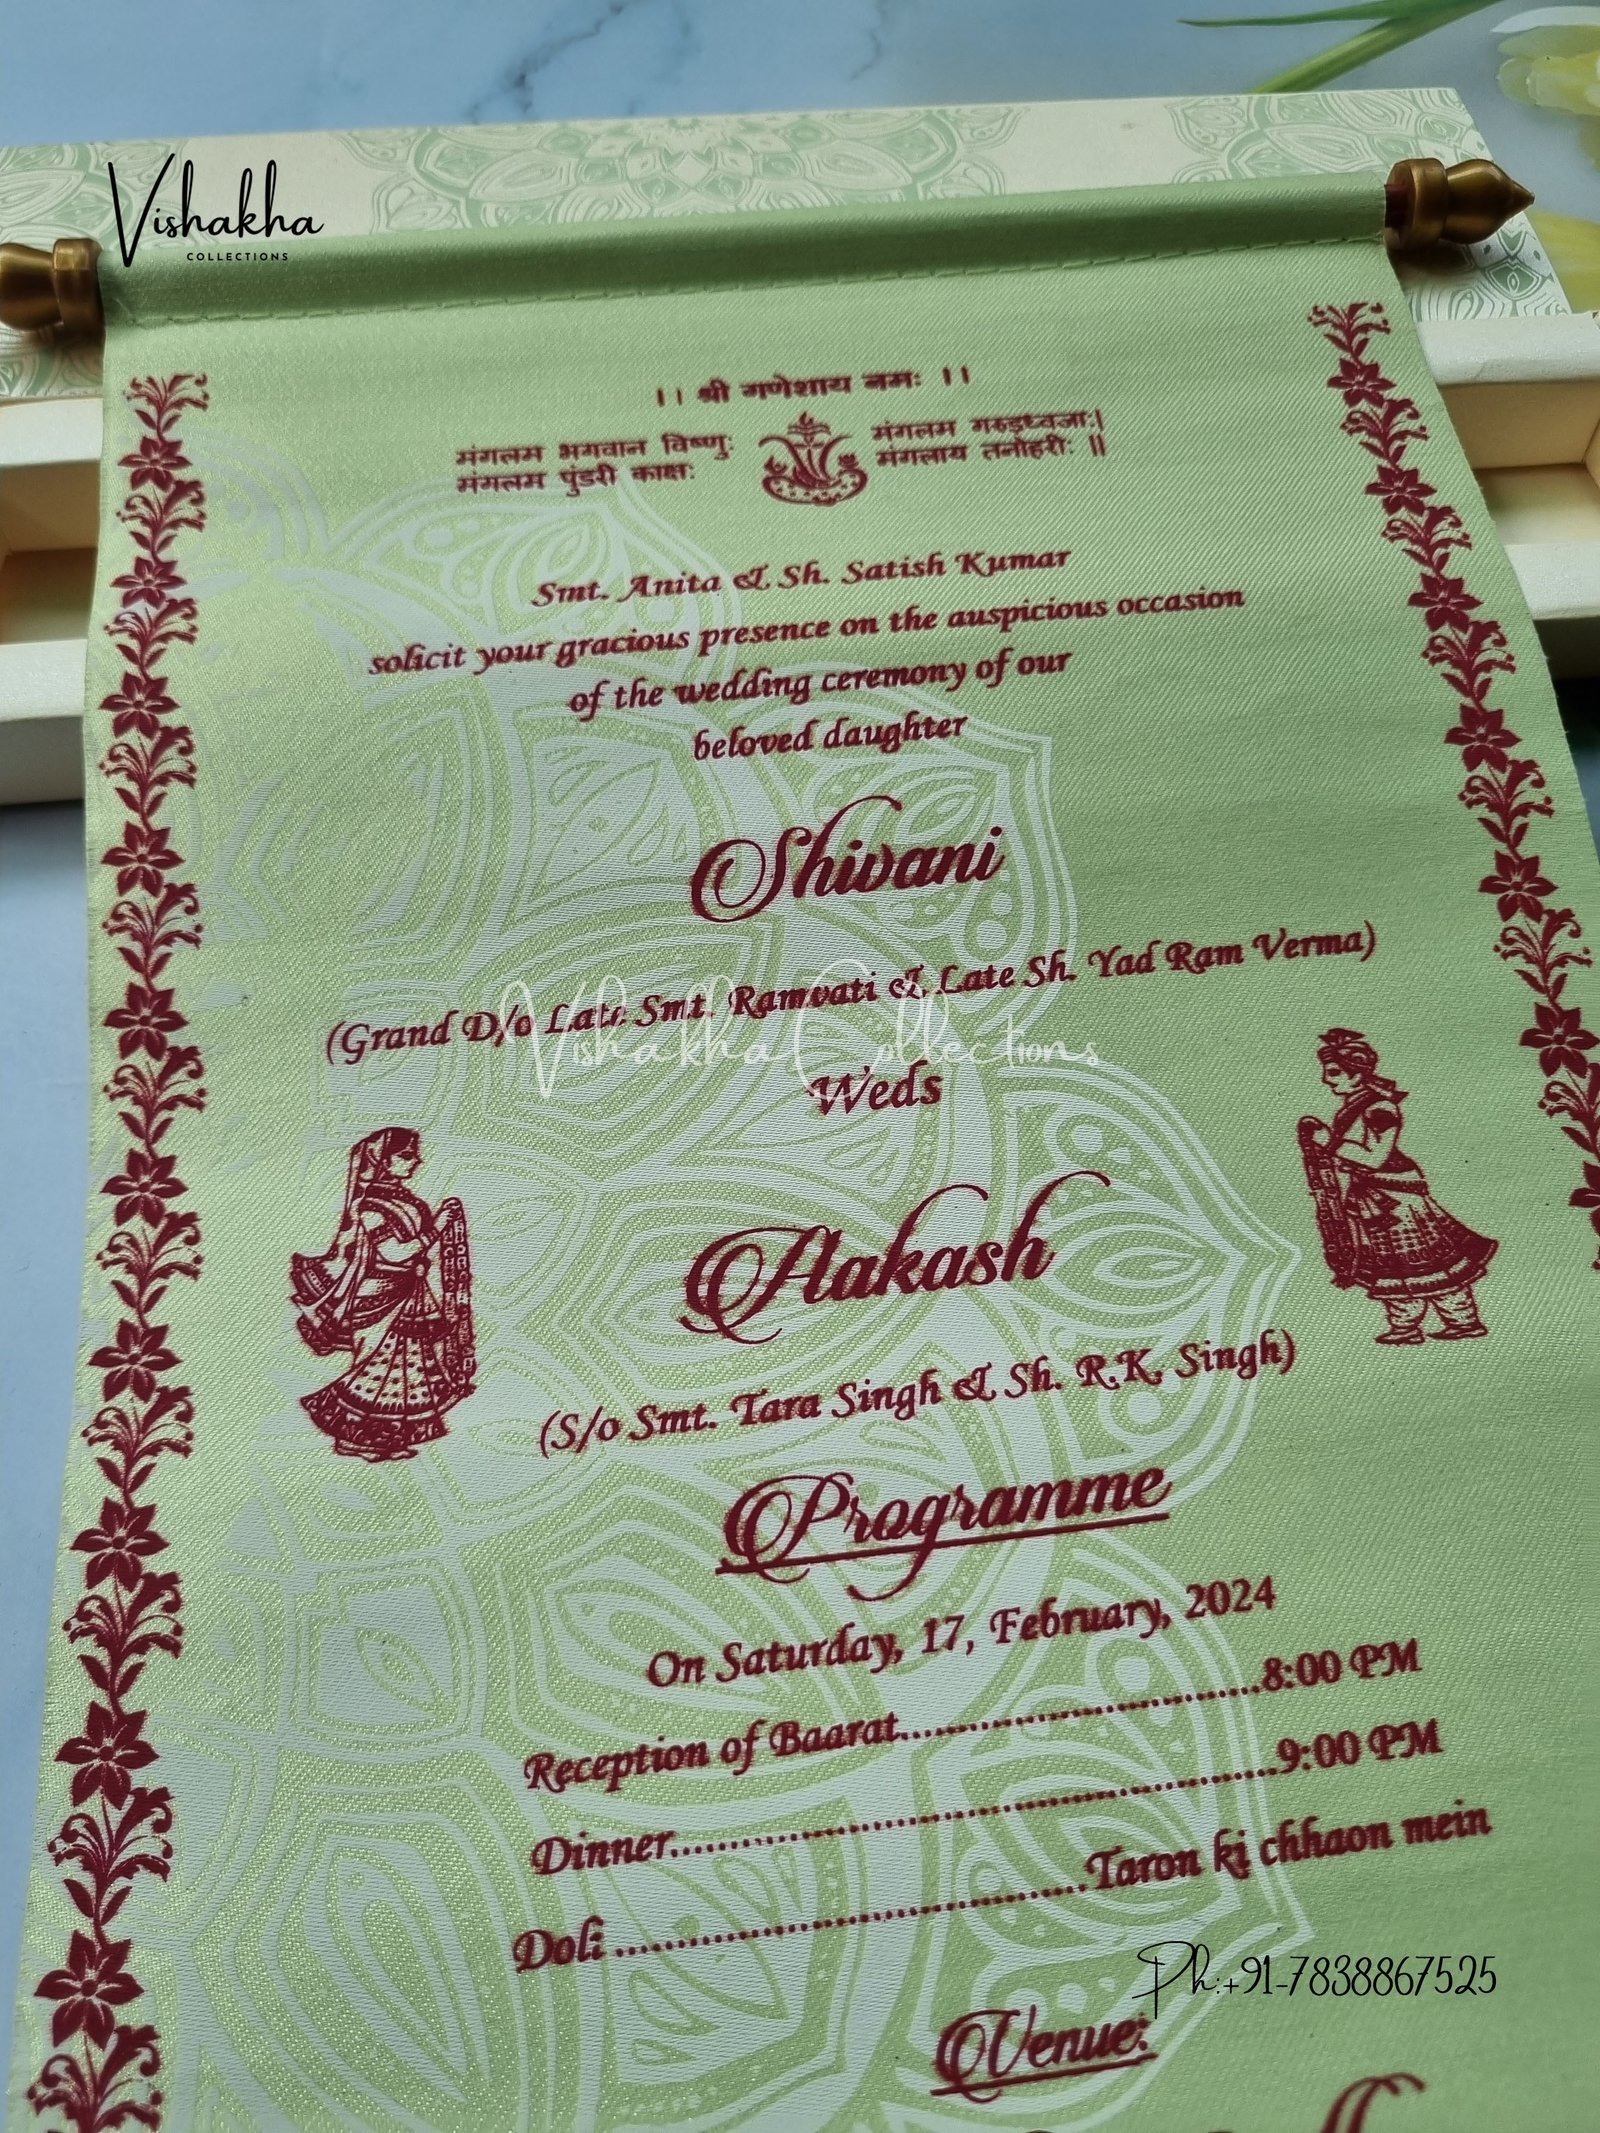 Vishakha
COLLECTIONS
।। श्री गणेशाय नमः ।।
मंगलम भगवान विष्णुः मंगलम गरुड़ध्वजाः।
मंगलम पुंडरी काक्षः मंगलाय तनोहरीः ॥
Smt. Anita & Sh. Satish Kumar
solicit your gracious presence on the auspicious occasion
of the wedding ceremony of our
beloved daughter
Shivani
(Grand D/o Late Smt. Ramvati & Late Sh. Yad Ram Verma)
Vishakha Collections
Weds
Aakash
(S/o Smt. Tara Singh & Sh. R.K. Singh)
Programme
On Saturday, 17, February, 2024
Reception of Baarat..............................8:00 PM
Dinner..............................9:00 PM
Doli..............................Taron ki chhaon mein
Ph:+91-7838867525
Venue: